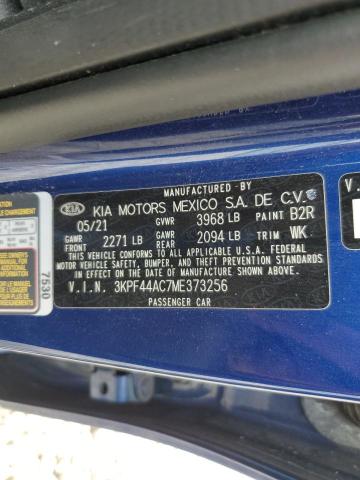 MANUFACTURED BY
KIA KIA MOTORS MEXICO S.A. DE C.V.
05/21 GVWR 3968 LB PAINT B2R
GAWR FRONT 2271 LB GAWR REAR 2094 LB TRIM WK
THIS VEHICLE CONFORMS TO ALL APPLICABLE U.S.A. FEDERAL
MOTOR VEHICLE SAFETY, BUMPER, AND THEFT PREVENTION STANDARDS
IN EFFECT ON THE DATE OF MANUFACTURE SHOWN ABOVE.
V.I.N. 3KPF44AC7ME373256
PASSENGER CAR
7530
V.